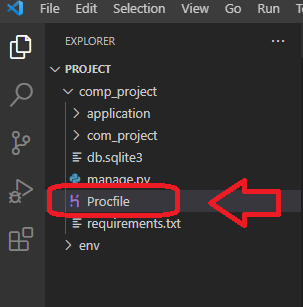 File Edit Selection View Go Run
EXPLORER ...
PROJECT
comp_project
application
com_project
db.sqlite3
manage.py
Procfile
requirements.txt
env